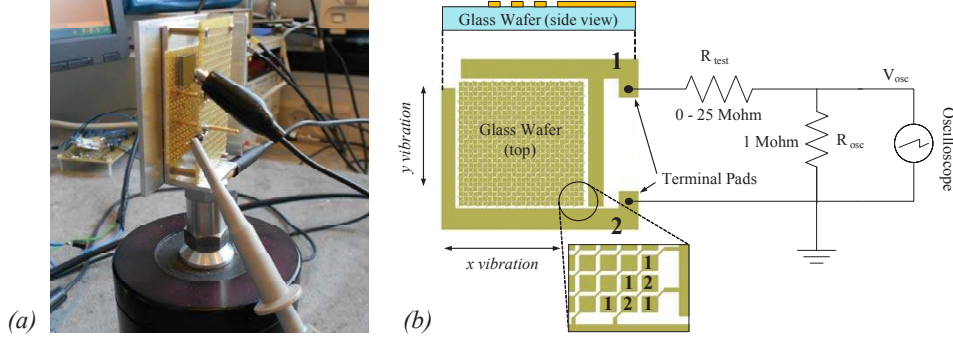 Glass Wafer (side view)
1
R test
V osc
0 - 25 Mohm
Glass Wafer
(top)
y vibration
1 Mohm
R osc
Oscilloscope
Terminal Pads
2
x vibration
1
1 2
1 2 1
(a)
(b)